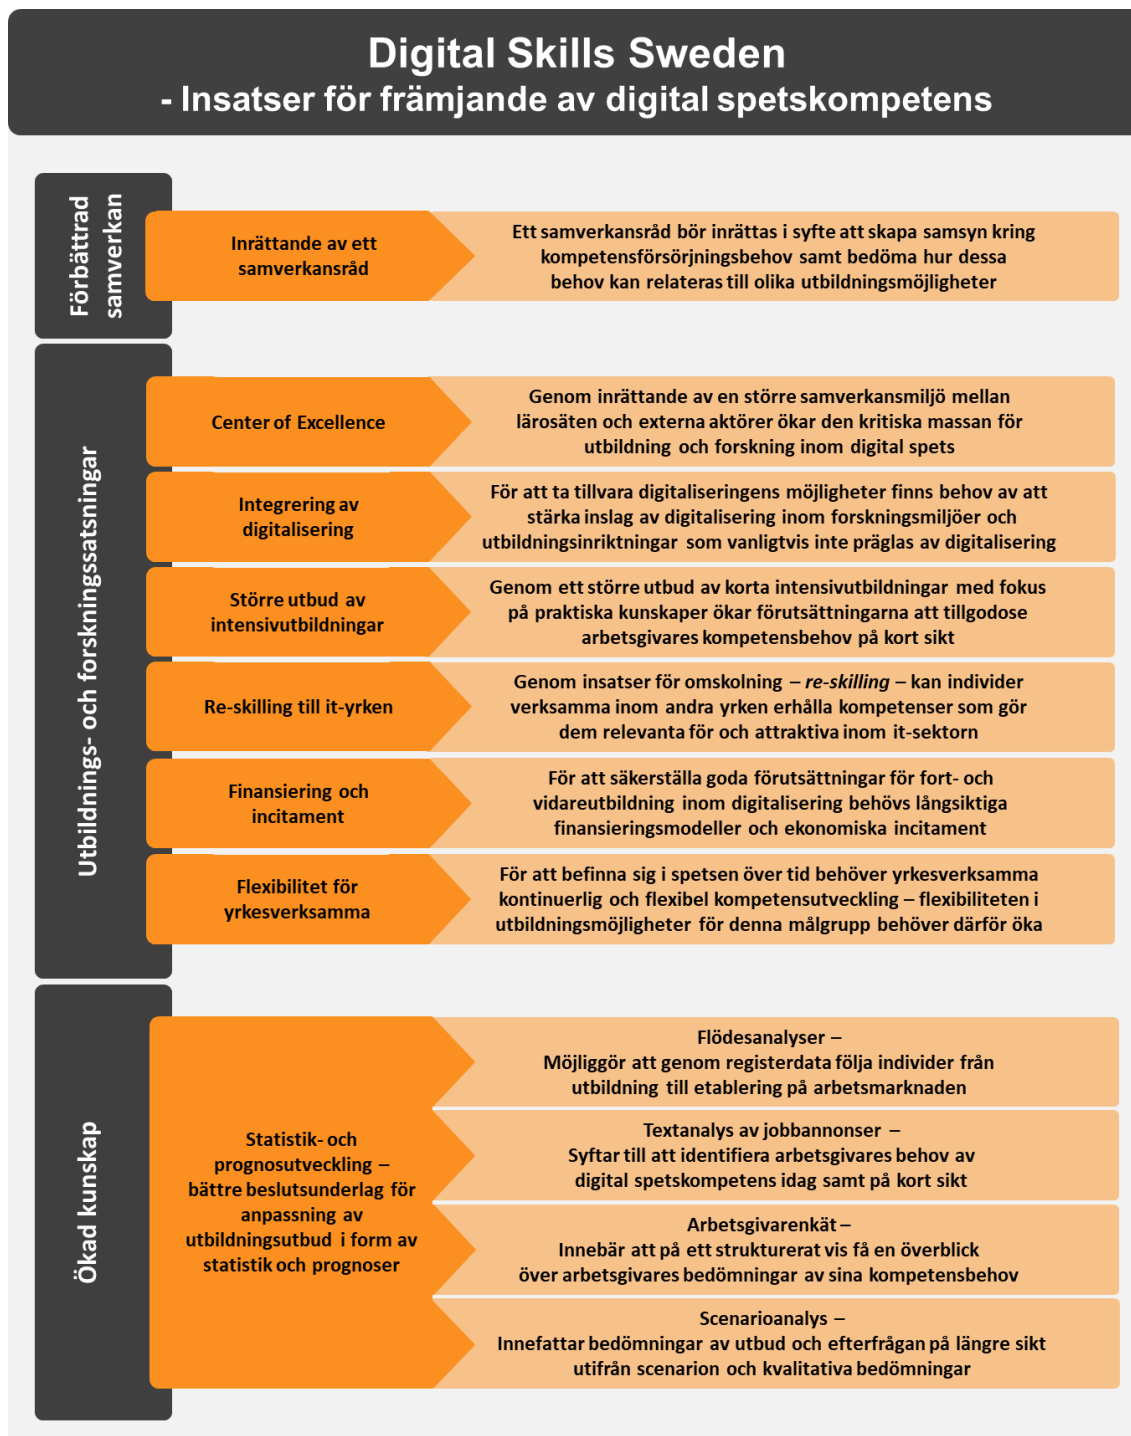 Digital Skills Sweden
- Insatser för främjande av digital spetskompetens
Förbättrad
samverkan
Inrättande av ett
samverkansråd
Ett samverkansråd bör inrättas i syfte att skapa samsyn kring
kompetensförsörjningsbehov samt bedöma hur dessa
behov kan relateras till olika utbildningsmöjligheter
Utbildnings- och forskningssatsningar
Center of Excellence
Genom inrättande av en större samverkansmiljö mellan
lärosäten och externa aktörer ökar den kritiska massan för
utbildning och forskning inom digital spets
Integrering av
digitalisering
För att ta tillvara digitaliseringens möjligheter finns behov av att
stärka inslag av digitalisering inom forskningsmiljöer och
utbildningsinriktningar som vanligtvis inte präglas av digitalisering
Större utbud av
intensivutbildningar
Genom ett större utbud av korta intensivutbildningar med fokus
på praktiska kunskaper ökar förutsättningarna att tillgodose
arbetsgivares kompetensbehov på kort sikt
Re-skilling till it-yrken
Genom insatser för omskolning – re-skilling – kan individer
verksamma inom andra yrken erhålla kompetenser som gör
dem relevanta för och attraktiva inom it-sektorn
Finansiering och
incitament
För att säkerställa goda förutsättningar för fort- och
vidareutbildning inom digitalisering behövs långsiktiga
finansieringsmodeller och ekonomiska incitament
Flexibilitet för
yrkesverksamma
För att befinna sig i spetsen över tid behöver yrkesverksamma
kontinuerlig och flexibel kompetensutveckling – flexibiliteten i
utbildningsmöjligheter för denna målgrupp behöver därför öka
Ökad kunskap
Statistik- och
prognosutveckling –
bättre beslutsunderlag för
anpassning av
utbildningsutbud i form av
statistik och prognoser
Flödesanalyser –
Möjliggör att genom registerdata följa individer från
utbildning till etablering på arbetsmarknaden
Textanalys av jobbannonser –
Syftar till att identifiera arbetsgivares behov av
digital spetskompetens idag samt på kort sikt
Arbetsgivarenkät –
Innebär att på ett strukturerat vis få en överblick
över arbetsgivares bedömningar av sina kompetensbehov
Scenarioanalys –
Innefattar bedömningar av utbud och efterfrågan på längre sikt
utifrån scenarion och kvalitativa bedömningar